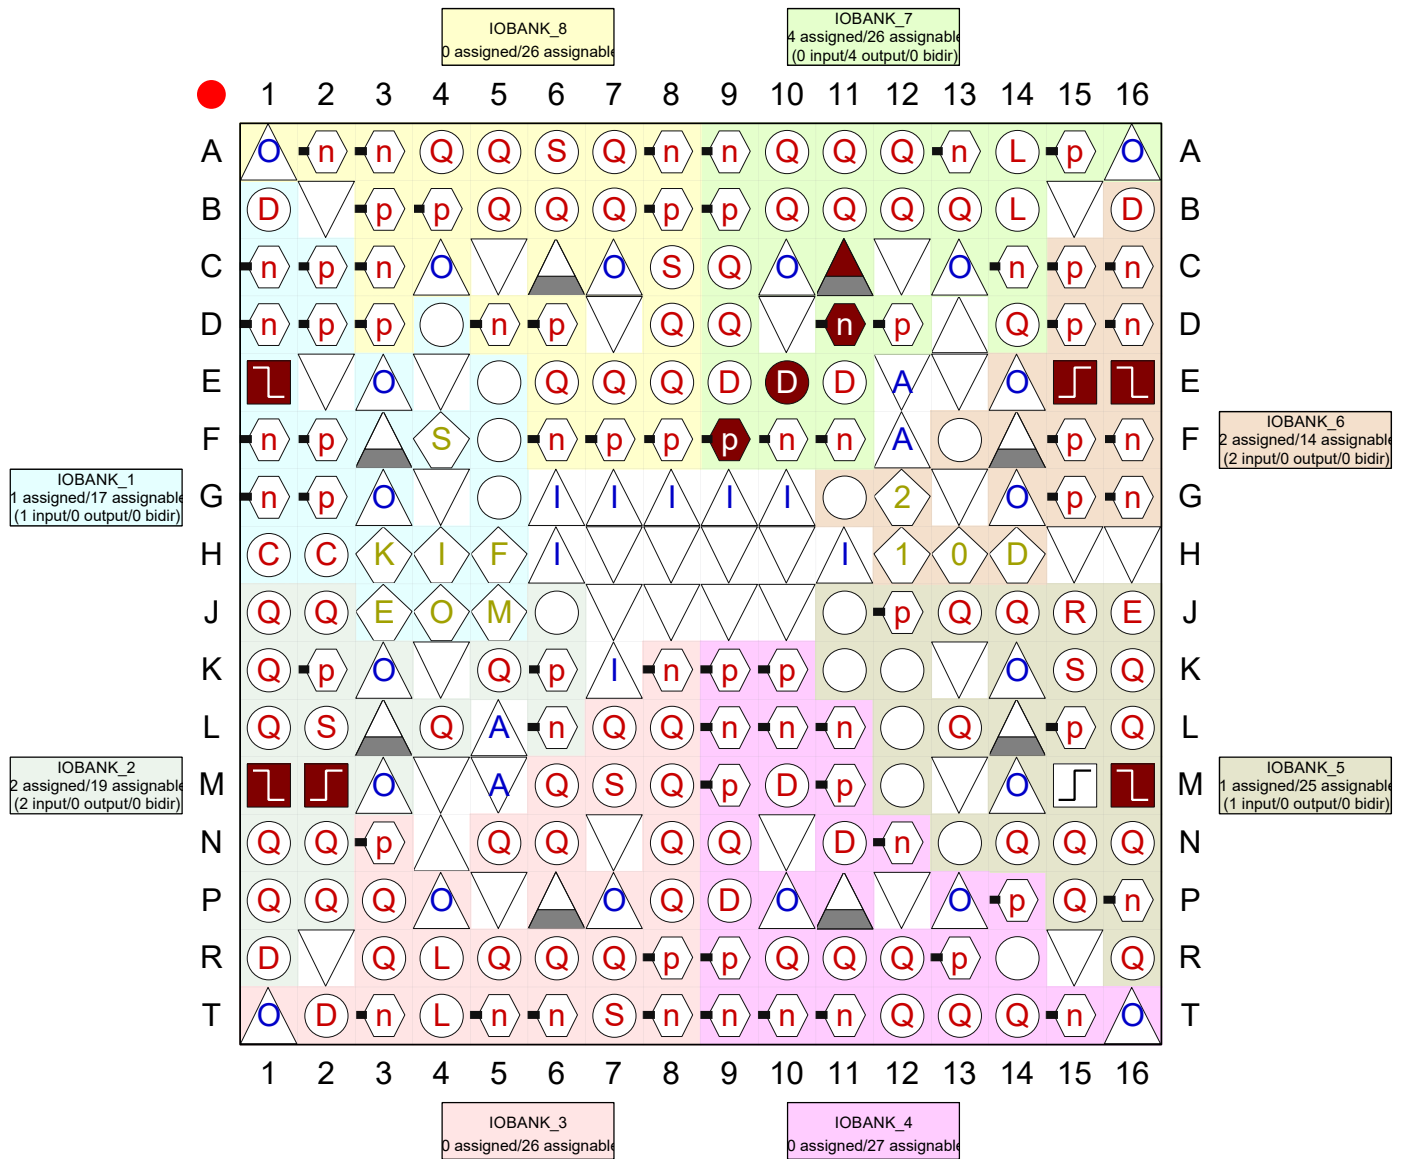 IOBANK_8
0 assigned/26 assignable
IOBANK_7
4 assigned/26 assignable
(0 input/4 output/0 bidir)
1 2 3 4 5 6 7 8 9 10 11 12 13 14 15 16
A O n n Q Q S Q n n Q Q Q n L p O A
B D p p Q Q Q p p Q Q Q Q L D B
C n p n O O S Q O O n p n C
D n p p n p Q Q n p Q p n D
E O Q Q Q D D D A O E
F n p S n p p p n n A p n F
IOBANK_6
2 assigned/14 assignable
(2 input/0 output/0 bidir)
G n p O I I I I I 2 O p n G
IOBANK_1
1 assigned/17 assignable
(1 input/0 output/0 bidir)
H C C K I F I I 1 0 D H
J Q Q E O M p Q Q R E J
K Q p O Q p I n p p O S Q K
L Q S Q A n Q Q n n n Q p Q L
M O A Q S Q p D p O M
IOBANK_2
2 assigned/19 assignable
(2 input/0 output/0 bidir)
IOBANK_5
1 assigned/25 assignable
(1 input/0 output/0 bidir)
N Q Q p Q Q Q Q D n Q Q Q N
P Q Q Q O O Q D O O p Q n P
R D Q L Q Q Q p p Q Q Q p Q R
T O D n L n n S n n n n Q Q Q n O T
1 2 3 4 5 6 7 8 9 10 11 12 13 14 15 16
IOBANK_3
0 assigned/26 assignable
IOBANK_4
0 assigned/27 assignable